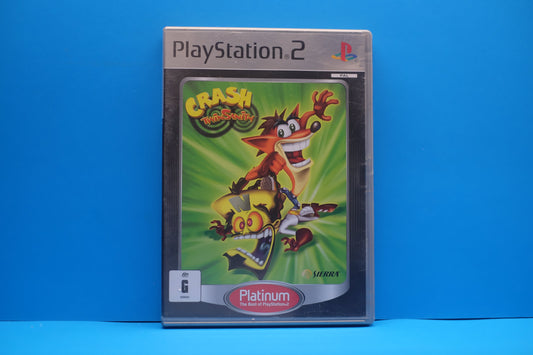 PlayStation®2
PAL
CRASH
TWINSANITY
SIERRA
G
Platinum
The Best of PlayStation®2